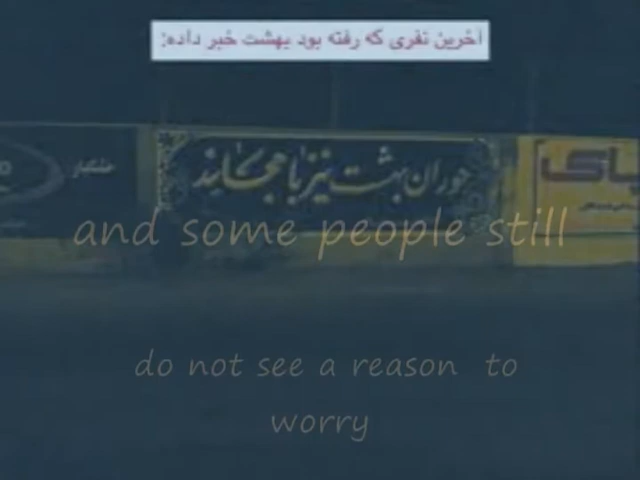 آخرین نفری که رفته بود بهشت خبر داده:
حوران بهشت نیز با حجابند
and some people still
do not see a reason to
worry